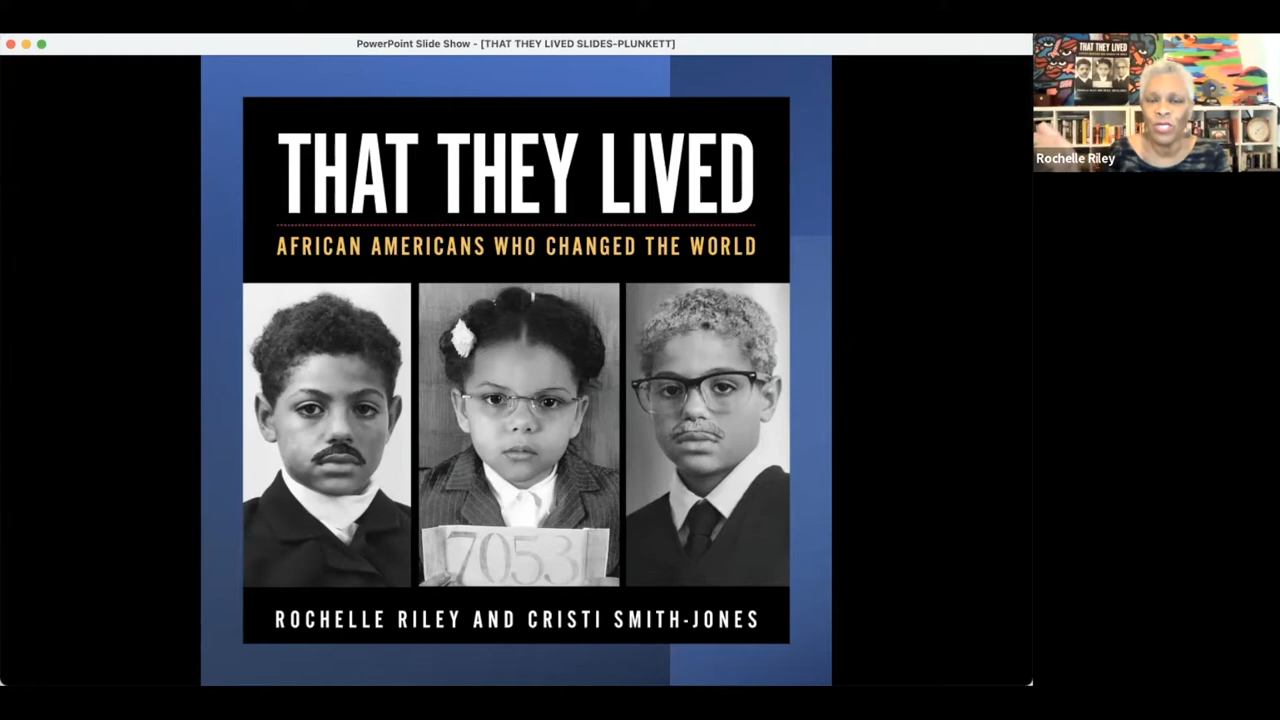 PowerPoint Slide Show - [THAT THEY LIVED SLIDES-PLUNKETT]
THAT THEY LIVED
AFRICAN AMERICANS WHO CHANGED THE WORLD
7053
ROCHELLE RILEY AND CRISTI SMITH-JONES
THAT THEY LIVED
Rochelle Riley